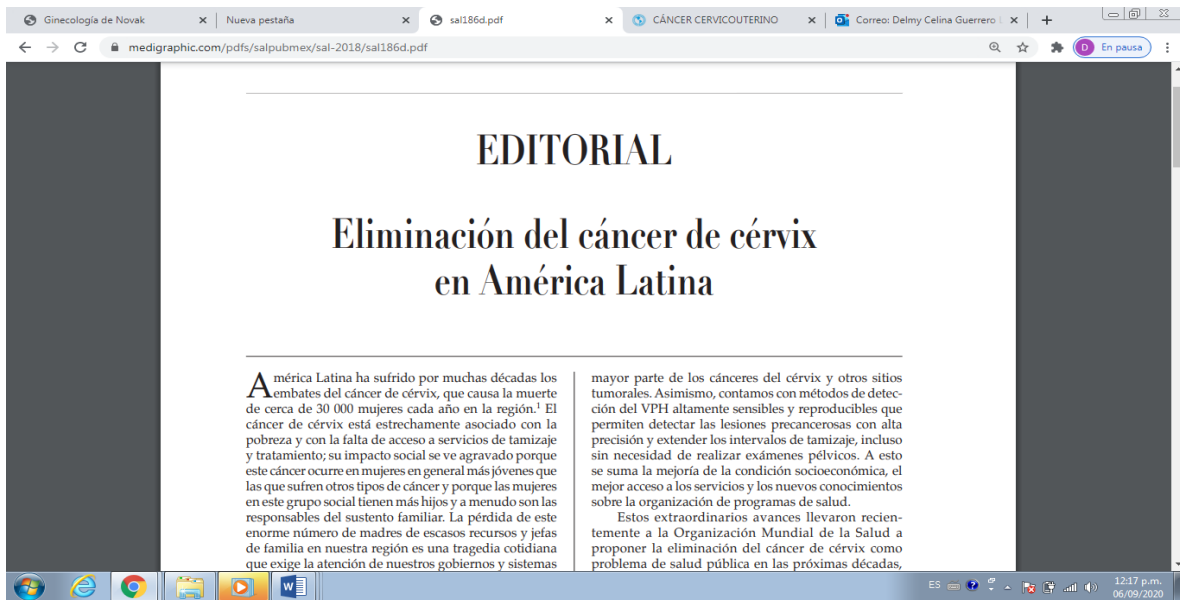 Ginecología de Novak
Nueva pestaña
sal186d.pdf
CÁNCER CERVICOUTERINO
Correo: Delmy Celina Guerrero
medigraphic.com/pdfs/salpubmex/sal-2018/sal186d.pdf
D En pausa
EDITORIAL
Eliminación del cáncer de cérvix
en América Latina
América Latina ha sufrido por muchas décadas los
embates del cáncer de cérvix, que causa la muerte
de cerca de 30 000 mujeres cada año en la región.1 El
cáncer de cérvix está estrechamente asociado con la
pobreza y con la falta de acceso a servicios de tamizaje
y tratamiento; su impacto social se ve agravado porque
este cáncer ocurre en mujeres en general más jóvenes que
las que sufren otros tipos de cáncer y porque las mujeres
en este grupo social tienen más hijos y a menudo son las
responsables del sustento familiar. La pérdida de este
enorme número de madres de escasos recursos y jefas
de familia en nuestra región es una tragedia cotidiana
que exige la atención de nuestros gobiernos y sistemas
mayor parte de los cánceres del cérvix y otros sitios
tumorales. Asimismo, contamos con métodos de detec-
ción del VPH altamente sensibles y reproducibles que
permiten detectar las lesiones precancerosas con alta
precisión y extender los intervalos de tamizaje, incluso
sin necesidad de realizar exámenes pélvicos. A esto
se suma la mejoría de la condición socioeconómica, el
mejor acceso a los servicios y los nuevos conocimientos
sobre la organización de programas de salud.
Estos extraordinarios avances llevaron recien-
temente a la Organización Mundial de la Salud a
proponer la eliminación del cáncer de cérvix como
problema de salud pública en las próximas décadas,
ES
12:17 p.m.
06/09/2020